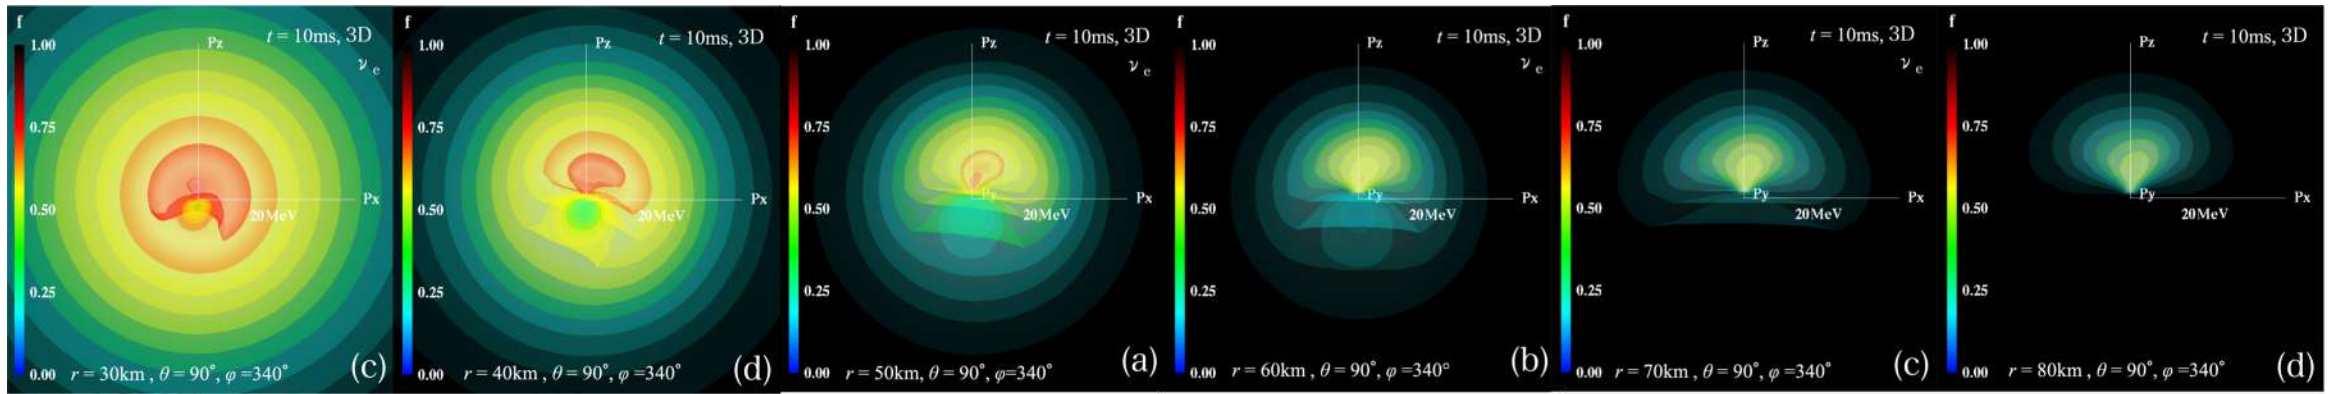 f
t = 10ms, 3D
ν e
1.00
0.75
0.50
0.25
0.00
Pz
Px
20MeV
r = 30km , θ = 90°, φ =340°
(c)
f
t = 10ms, 3D
1.00
0.75
0.50
0.25
0.00
Pz
Px
20MeV
r = 40km , θ = 90°, φ =340°
(d)
f
t = 10ms, 3D
ν e
1.00
0.75
0.50
0.25
0.00
Pz
Py
Px
20MeV
r = 50km, θ = 90°, φ=340°
(a)
f
t = 10ms, 3D
ν e
1.00
0.75
0.50
0.25
0.00
Pz
Py
Px
20MeV
r = 60km , θ = 90°, φ =340°
(b)
f
t = 10ms, 3D
ν e
1.00
0.75
0.50
0.25
0.00
Pz
Py
Px
20MeV
r = 70km , θ = 90°, φ =340°
(c)
f
t = 10ms, 3D
ν e
1.00
0.75
0.50
0.25
0.00
Pz
Py
Px
20MeV
r = 80km , θ = 90°, φ =340°
(d)